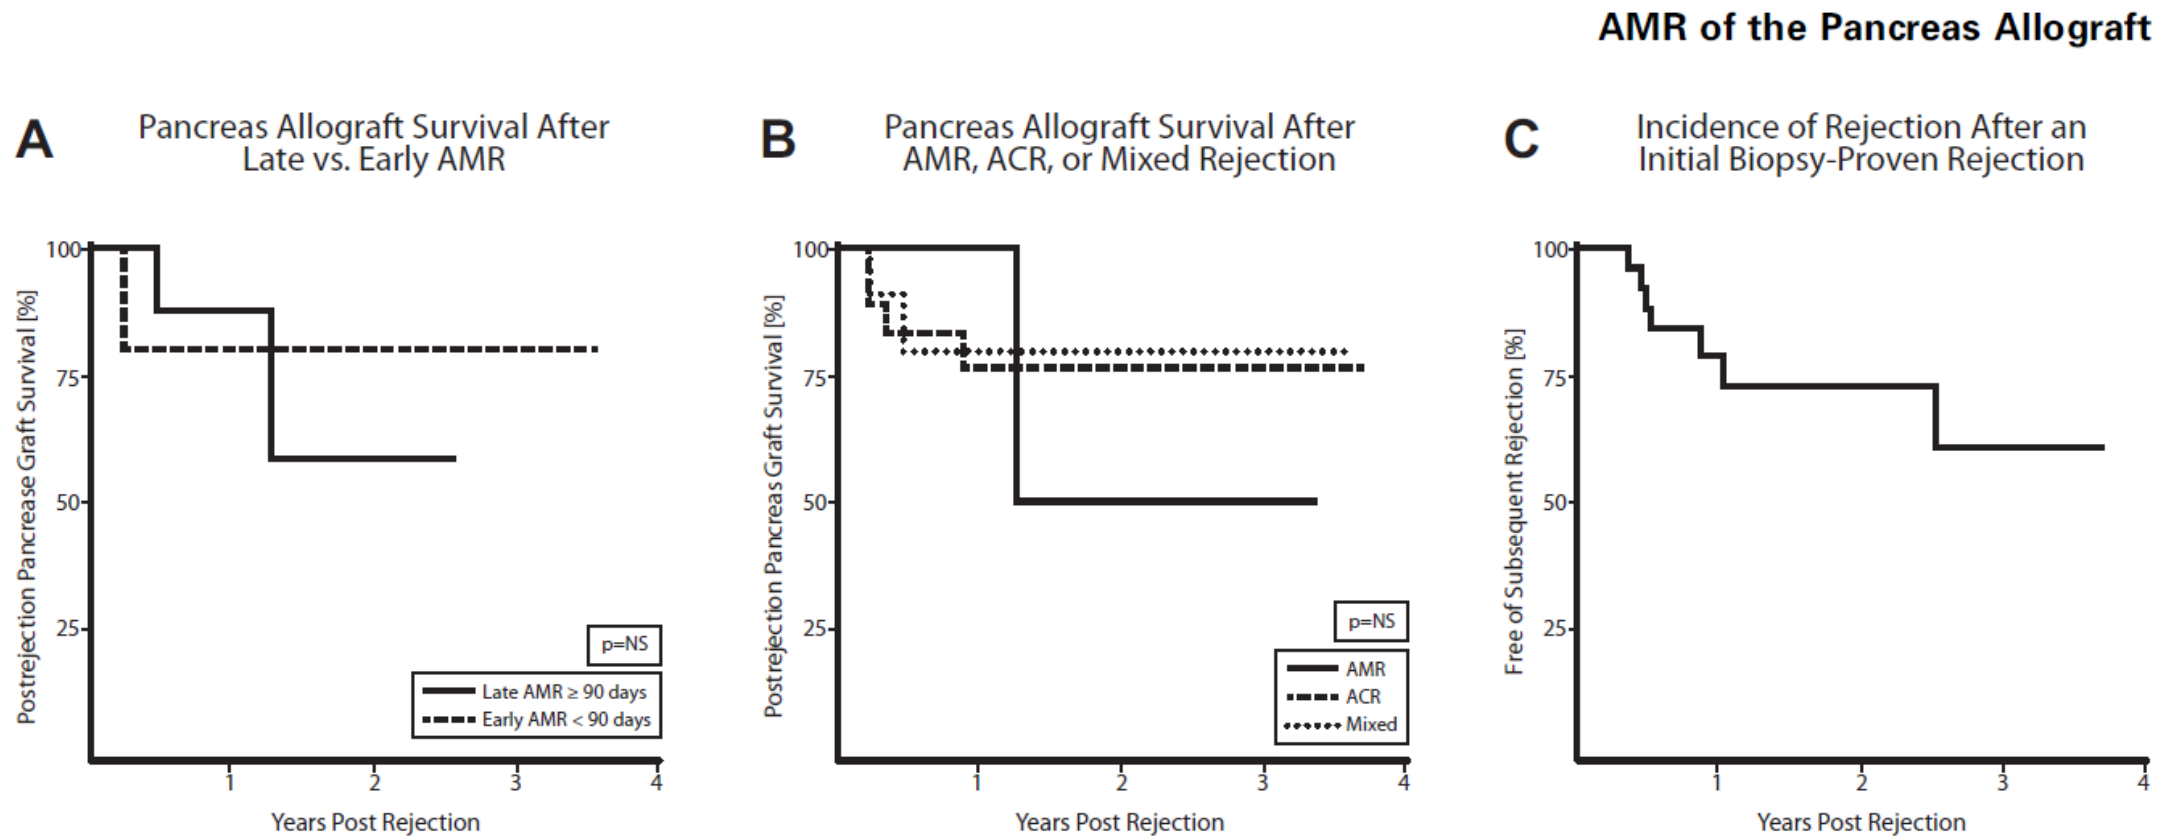 AMR of the Pancreas Allograft
A
Pancreas Allograft Survival After
Late vs. Early AMR
Postrejection Pancrease Graft Survival [%]
100
75
50
25
p=NS
Late AMR ≥ 90 days
Early AMR < 90 days
1 2 3 4
Years Post Rejection
B
Pancreas Allograft Survival After
AMR, ACR, or Mixed Rejection
Postrejection Pancreas Graft Survival [%]
100
75
50
25
p=NS
AMR
ACR
Mixed
1 2 3 4
Years Post Rejection
C
Incidence of Rejection After an
Initial Biopsy-Proven Rejection
Free of Subsequent Rejection [%]
100
75
50
25
1 2 3 4
Years Post Rejection